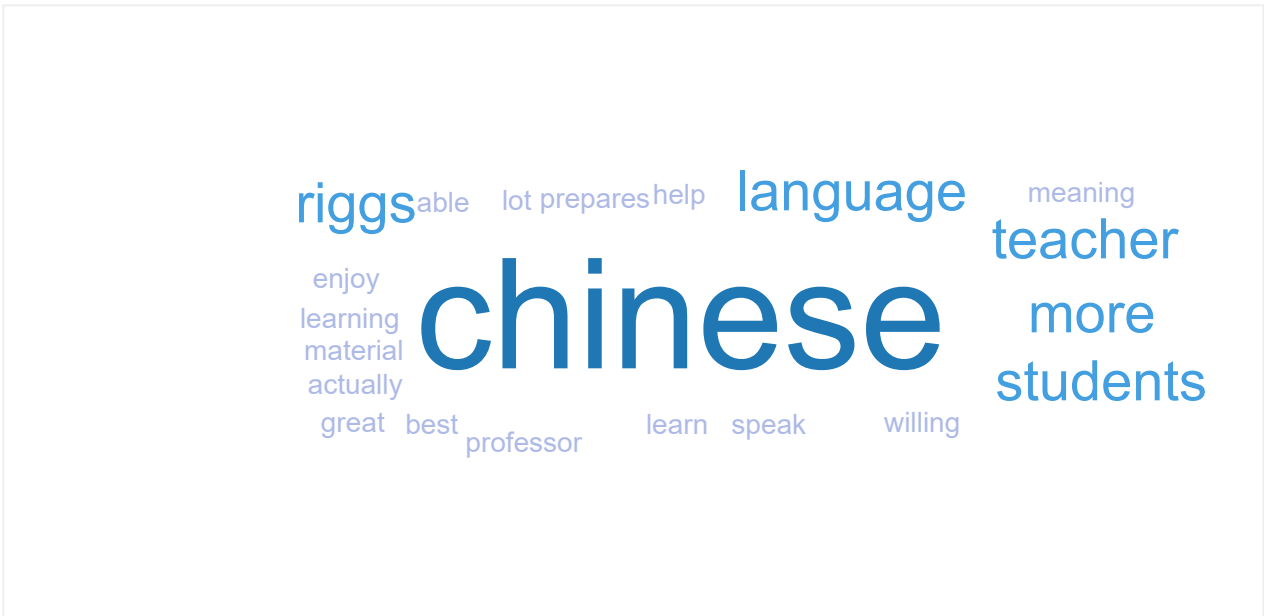 riggs able lot prepares help language meaning
teacher
enjoy
chinese
learning
more
material
actually
students
great best professor learn speak willing